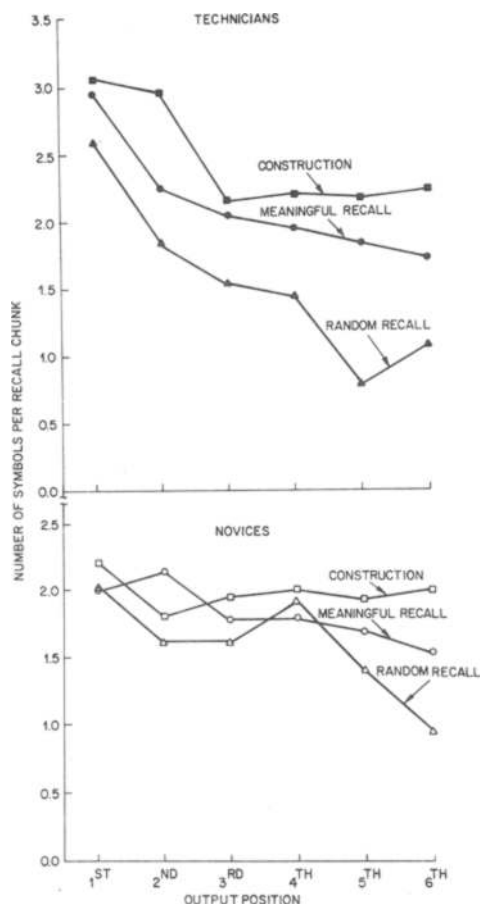 TECHNICIANS
3.5
3.0
2.5
2.0
1.5
1.0
0.5
0.0
CONSTRUCTION
MEANINGFUL RECALL
RANDOM RECALL
NUMBER OF SYMBOLS PER RECALL CHUNK
NOVICES
2.5
2.0
1.5
1.0
0.5
0.0
CONSTRUCTION
MEANINGFUL RECALL
RANDOM RECALL
1ST 2ND 3RD 4TH 5TH 6TH
OUTPUT POSITION